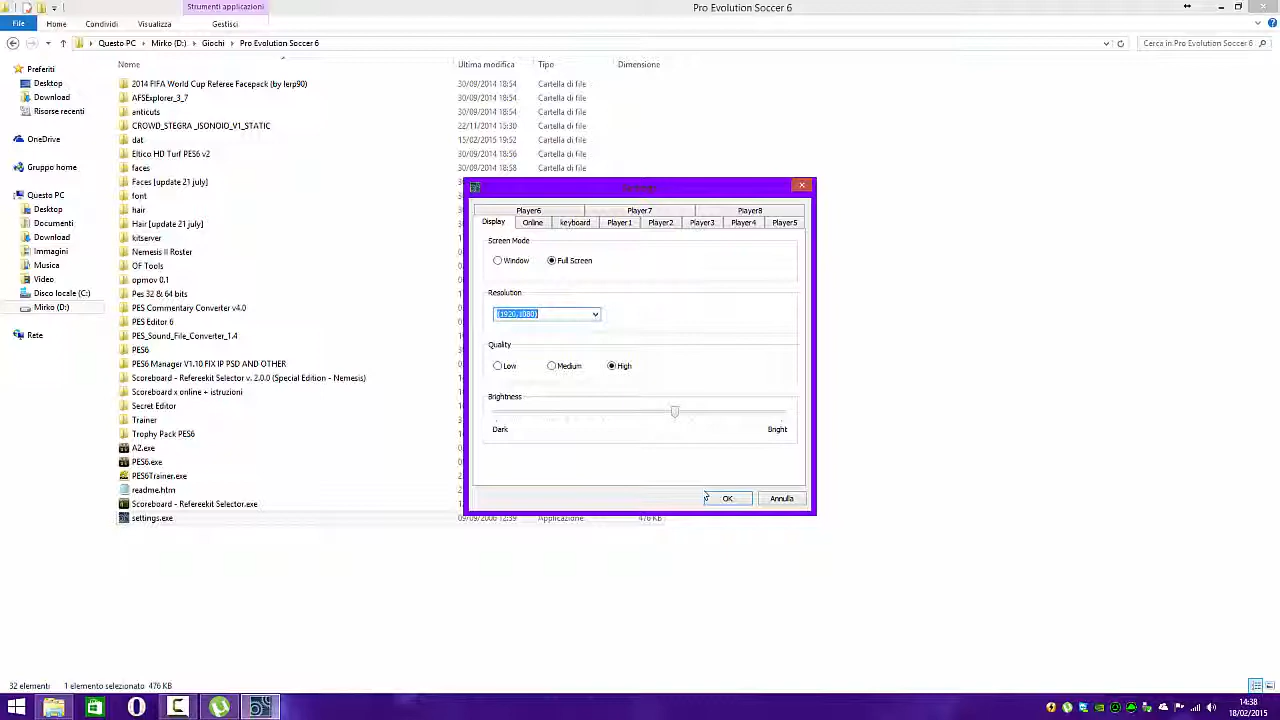 Strumenti applicazioni
Pro Evolution Soccer 6
File Home Condividi Visualizza Gestisci
Questo PC Mirko (D:) Giochi Pro Evolution Soccer 6
Cerca in Pro Evolution Soccer 6
Nome Ultima modifica Tipo Dimensione
Preferiti
Desktop
Download
Risorse recenti
OneDrive
Gruppo home
Questo PC
Desktop
Documenti
Download
Immagini
Musica
Video
Disco locale (C:)
Mirko (D:)
Rete
2014 FIFA World Cup Referee Facepack (by lerp90) 30/09/2014 18:54 Cartella di file
AFSExplorer_3_7 30/09/2014 18:54 Cartella di file
anticuts 30/09/2014 18:54 Cartella di file
CROWD_STEGRA_JSONOIO_V1_STATIC 22/11/2014 15:30 Cartella di file
dat 15/02/2015 19:52 Cartella di file
Eltico HD Turf PES6 v2 30/09/2014 18:56 Cartella di file
faces 30/09/2014 18:58 Cartella di file
Faces [update 21 july]
font
hair
Hair [update 21 july]
kitserver
Nemesis II Roster
OF Tools
opmov 0.1
Pes 32 & 64 bits
PES Commentary Converter v4.0
PES Editor 6
PES_Sound_File_Converter_1.4
PES6
PES6 Manager V1.10 FIX IP PSD AND OTHER
Scoreboard - Refereekit Selector v. 2.0.0 (Special Edition - Nemesis)
Scoreboard x online + istruzioni
Secret Editor
Trainer
Trophy Pack PES6
A2.exe
PES6.exe
PES6Trainer.exe
readme.htm
Scoreboard - Refereekit Selector.exe
settings.exe 09/09/2006 12:39 Applicazione 476 KB
Settings
Player6 Player7 Player8
Display Online keyboard Player1 Player2 Player3 Player4 Player5
Screen Mode
Window Full Screen
Resolution
(1920,1080)
Quality
Low Medium High
Brightness
Dark Bright
OK Annulla
32 elementi 1 elemento selezionato 476 KB
14:38
18/02/2015